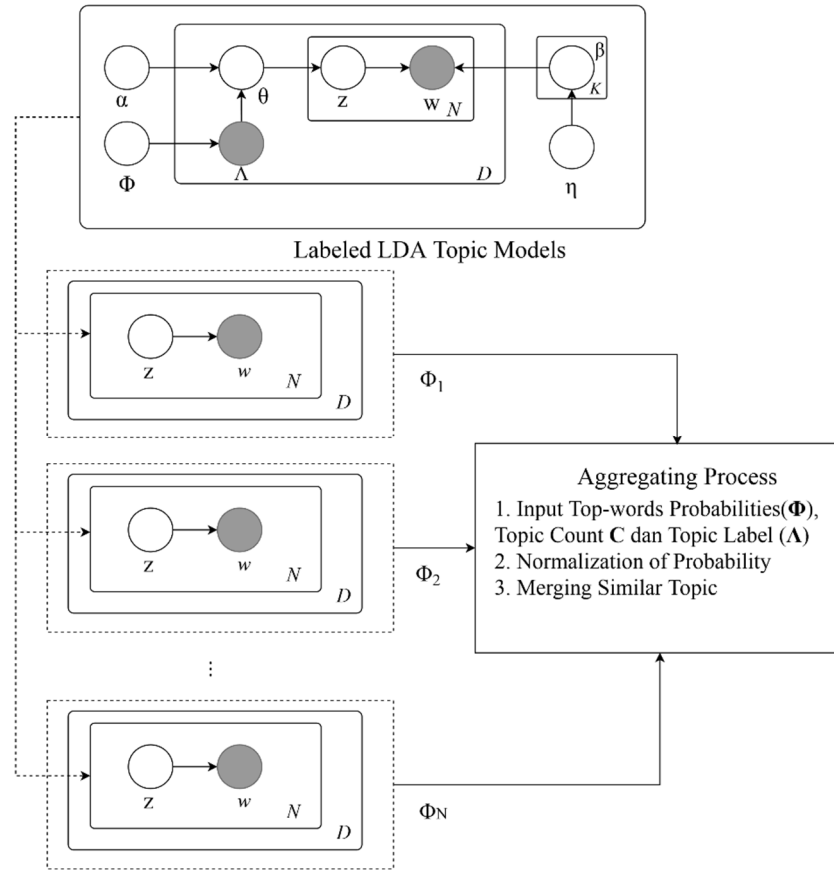 α
θ
z
w
N
β
K
Φ
Λ
D
η
Labeled LDA Topic Models
z
w
N
D
Φ1
z
w
N
D
Φ2
Aggregating Process
1. Input Top-words Probabilities(Φ),
Topic Count C dan Topic Label (Λ)
2. Normalization of Probability
3. Merging Similar Topic
⋮
z
w
N
D
ΦN